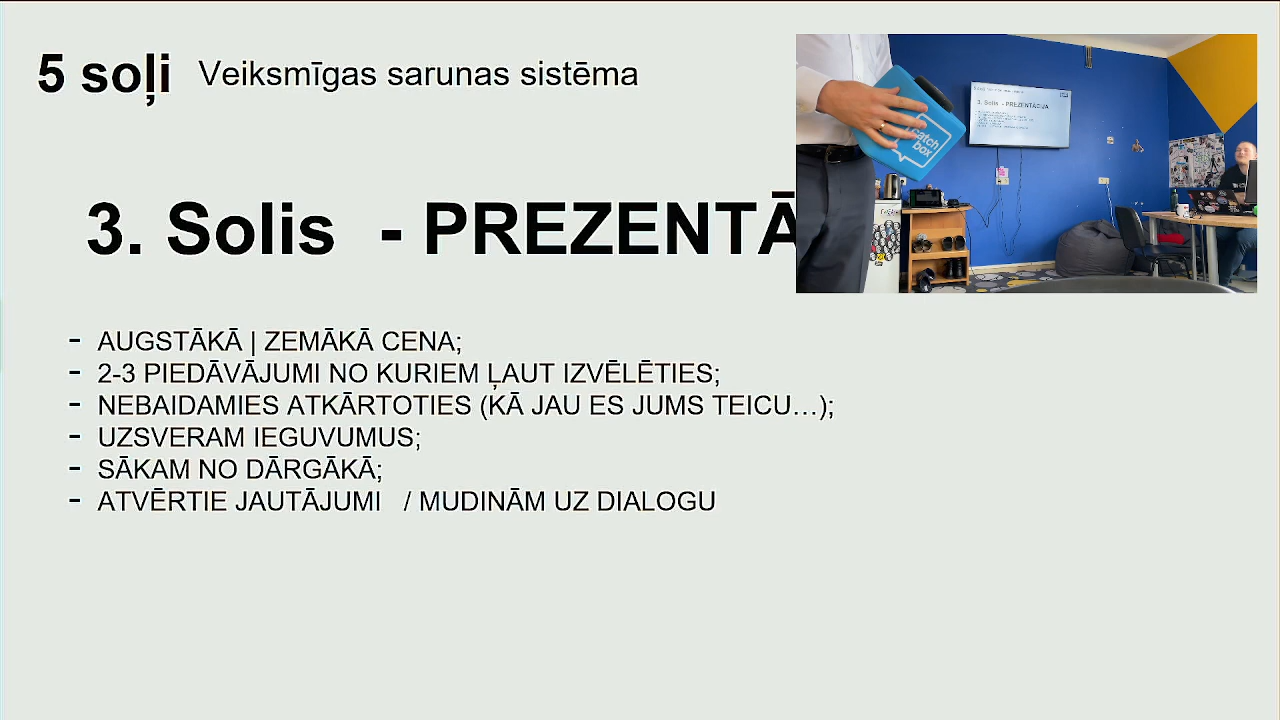 5 soļi Veiksmīgas sarunas sistēma
3. Solis - PREZENTĀ
- AUGSTĀKĀ | ZEMĀKĀ CENA;
- 2-3 PIEDĀVĀJUMI NO KURIEM ĻAUT IZVĒLĒTIES;
- NEBAIDAMIES ATKĀRTOTIES (KĀ JAU ES JUMS TEICU…);
- UZSVERAM IEGUVUMUS;
- SĀKAM NO DĀRGĀKĀ;
- ATVĒRTIE JAUTĀJUMI / MUDINĀM UZ DIALOGU
catch
box
3. Solis - PREZENTĀCIJA